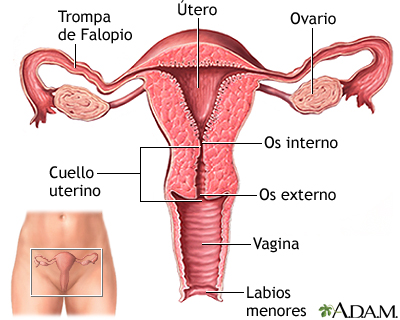 Trompa
de Falopio
Útero
Ovario
Os interno
Cuello
uterino
Os externo
Vagina
Labios
menores
A.D.A.M.